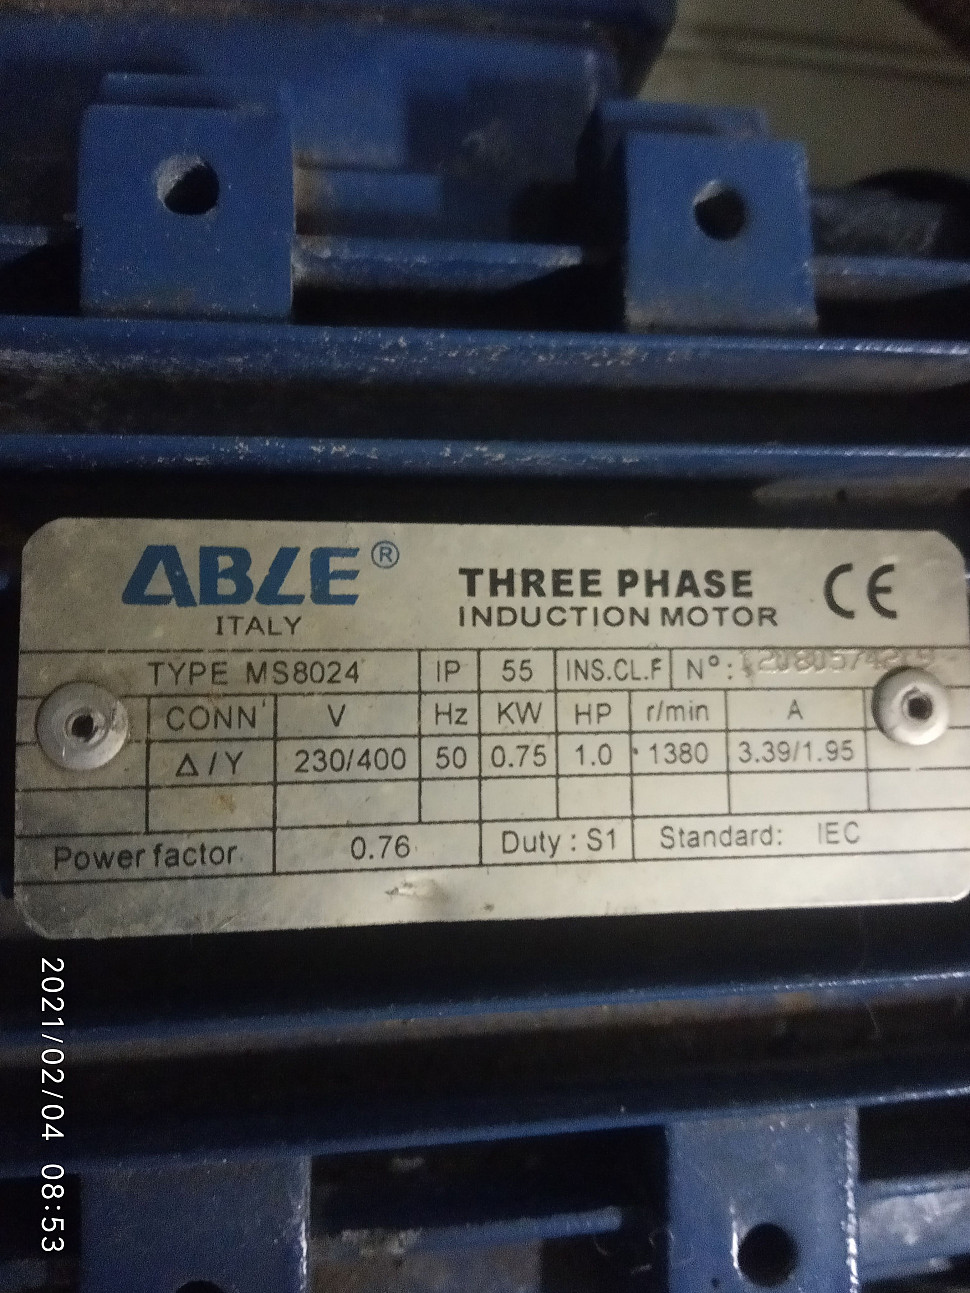 ABLE®
ITALY
THREE PHASE
INDUCTION MOTOR
CE
TYPE MS8024 IP 55 INS.CL.F Nº:
CONN V Hz KW HP r/min A
Δ/Y 230/400 50 0.75 1.0 1380 3.39/1.95
Power factor 0.76 Duty : S1 Standard: IEC
2021/02/04 08:53